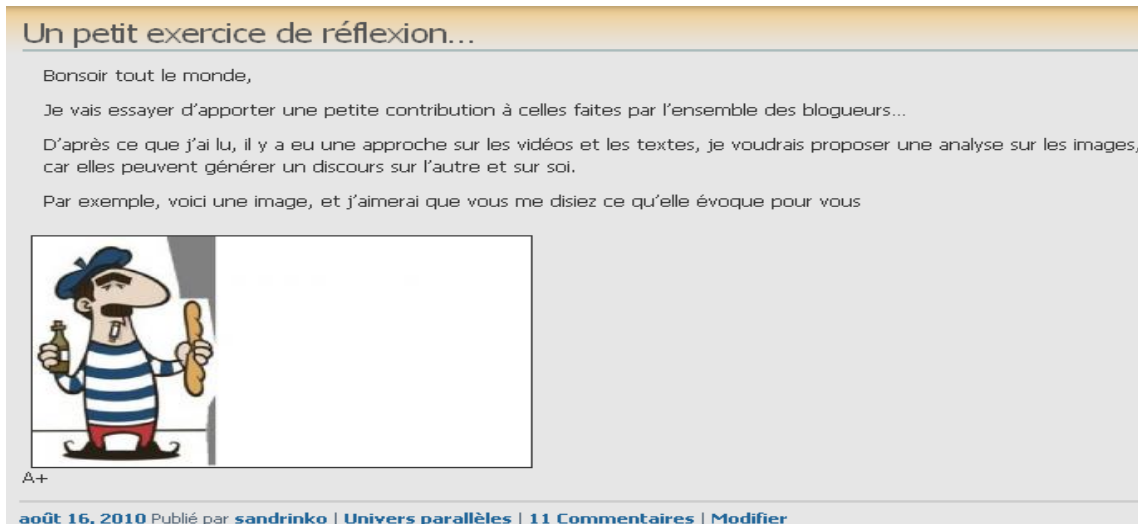 Un petit exercice de réflexion...
Bonsoir tout le monde,
Je vais essayer d'apporter une petite contribution à celles faites par l'ensemble des blogueurs...
D'après ce que j'ai lu, il y a eu une approche sur les vidéos et les textes, je voudrais proposer une analyse sur les images,
car elles peuvent générer un discours sur l'autre et sur soi.
Par exemple, voici une image, et j'aimerai que vous me disiez ce qu'elle évoque pour vous
A+
août 16, 2010 Publié par sandrinko | Univers parallèles | 11 Commentaires | Modifier